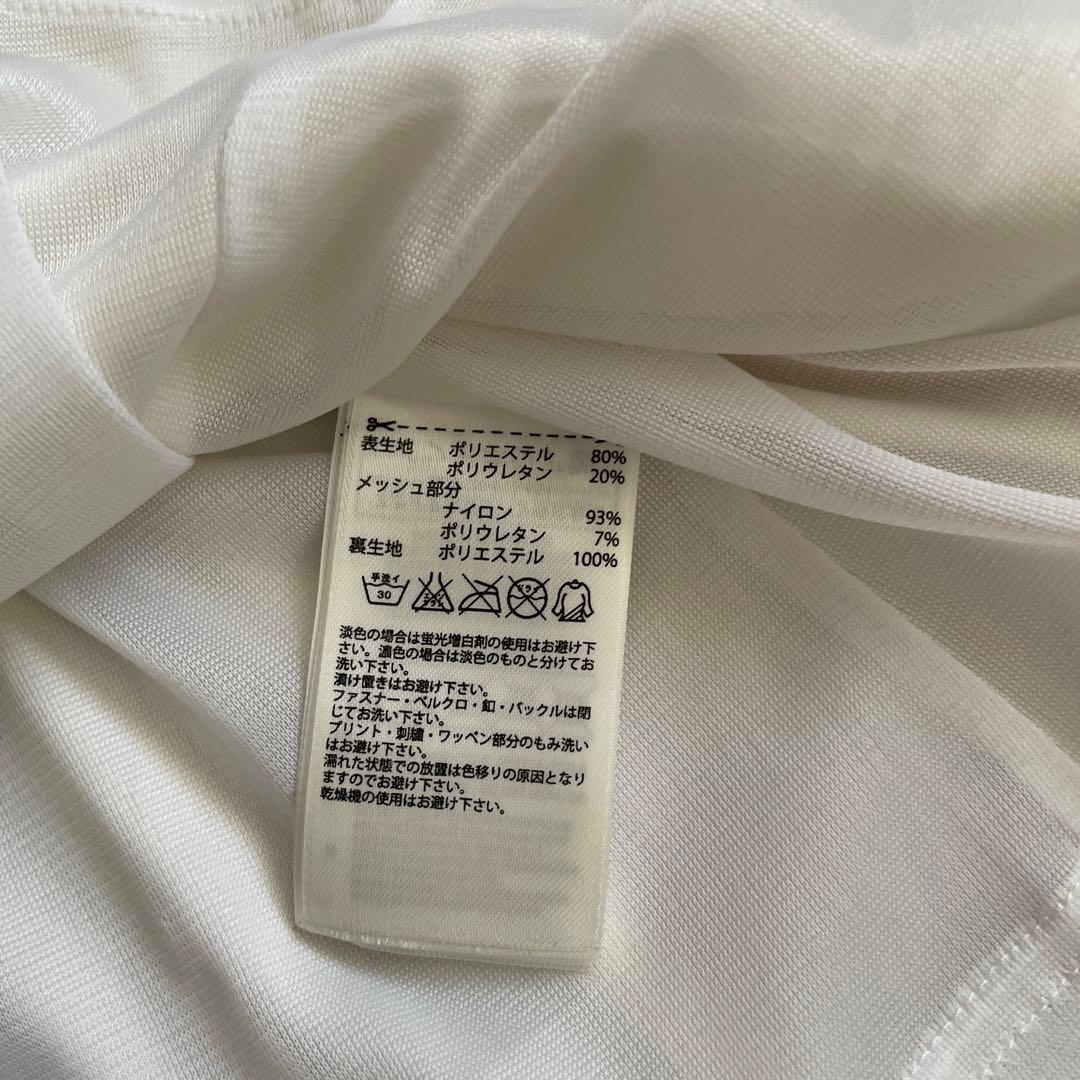 表生地 ポリエステル 80%
ポリウレタン 20%
メッシュ部分
ナイロン 93%
ポリウレタン 7%
裏生地 ポリエステル 100%
手洗イ 30 エンソ サラシ ドライ
淡色の場合は蛍光増白剤の使用はお避け下
さい。濃色の場合は淡色のものと分けてお
洗い下さい。
漬け置きはお避け下さい。
ファスナー・ベルクロ・釦・バックルは閉
じてお洗い下さい。
プリント・刺繍・ワッペン部分のもみ洗い
はお避け下さい。
濡れた状態での放置は色移りの原因となり
ますのでお避け下さい。
乾燥機の使用はお避け下さい。